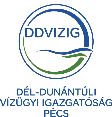 DDVIZIG
DÉL-DUNÁNTÚLI
VÍZÜGYI IGAZGATÓSÁG
PÉCS